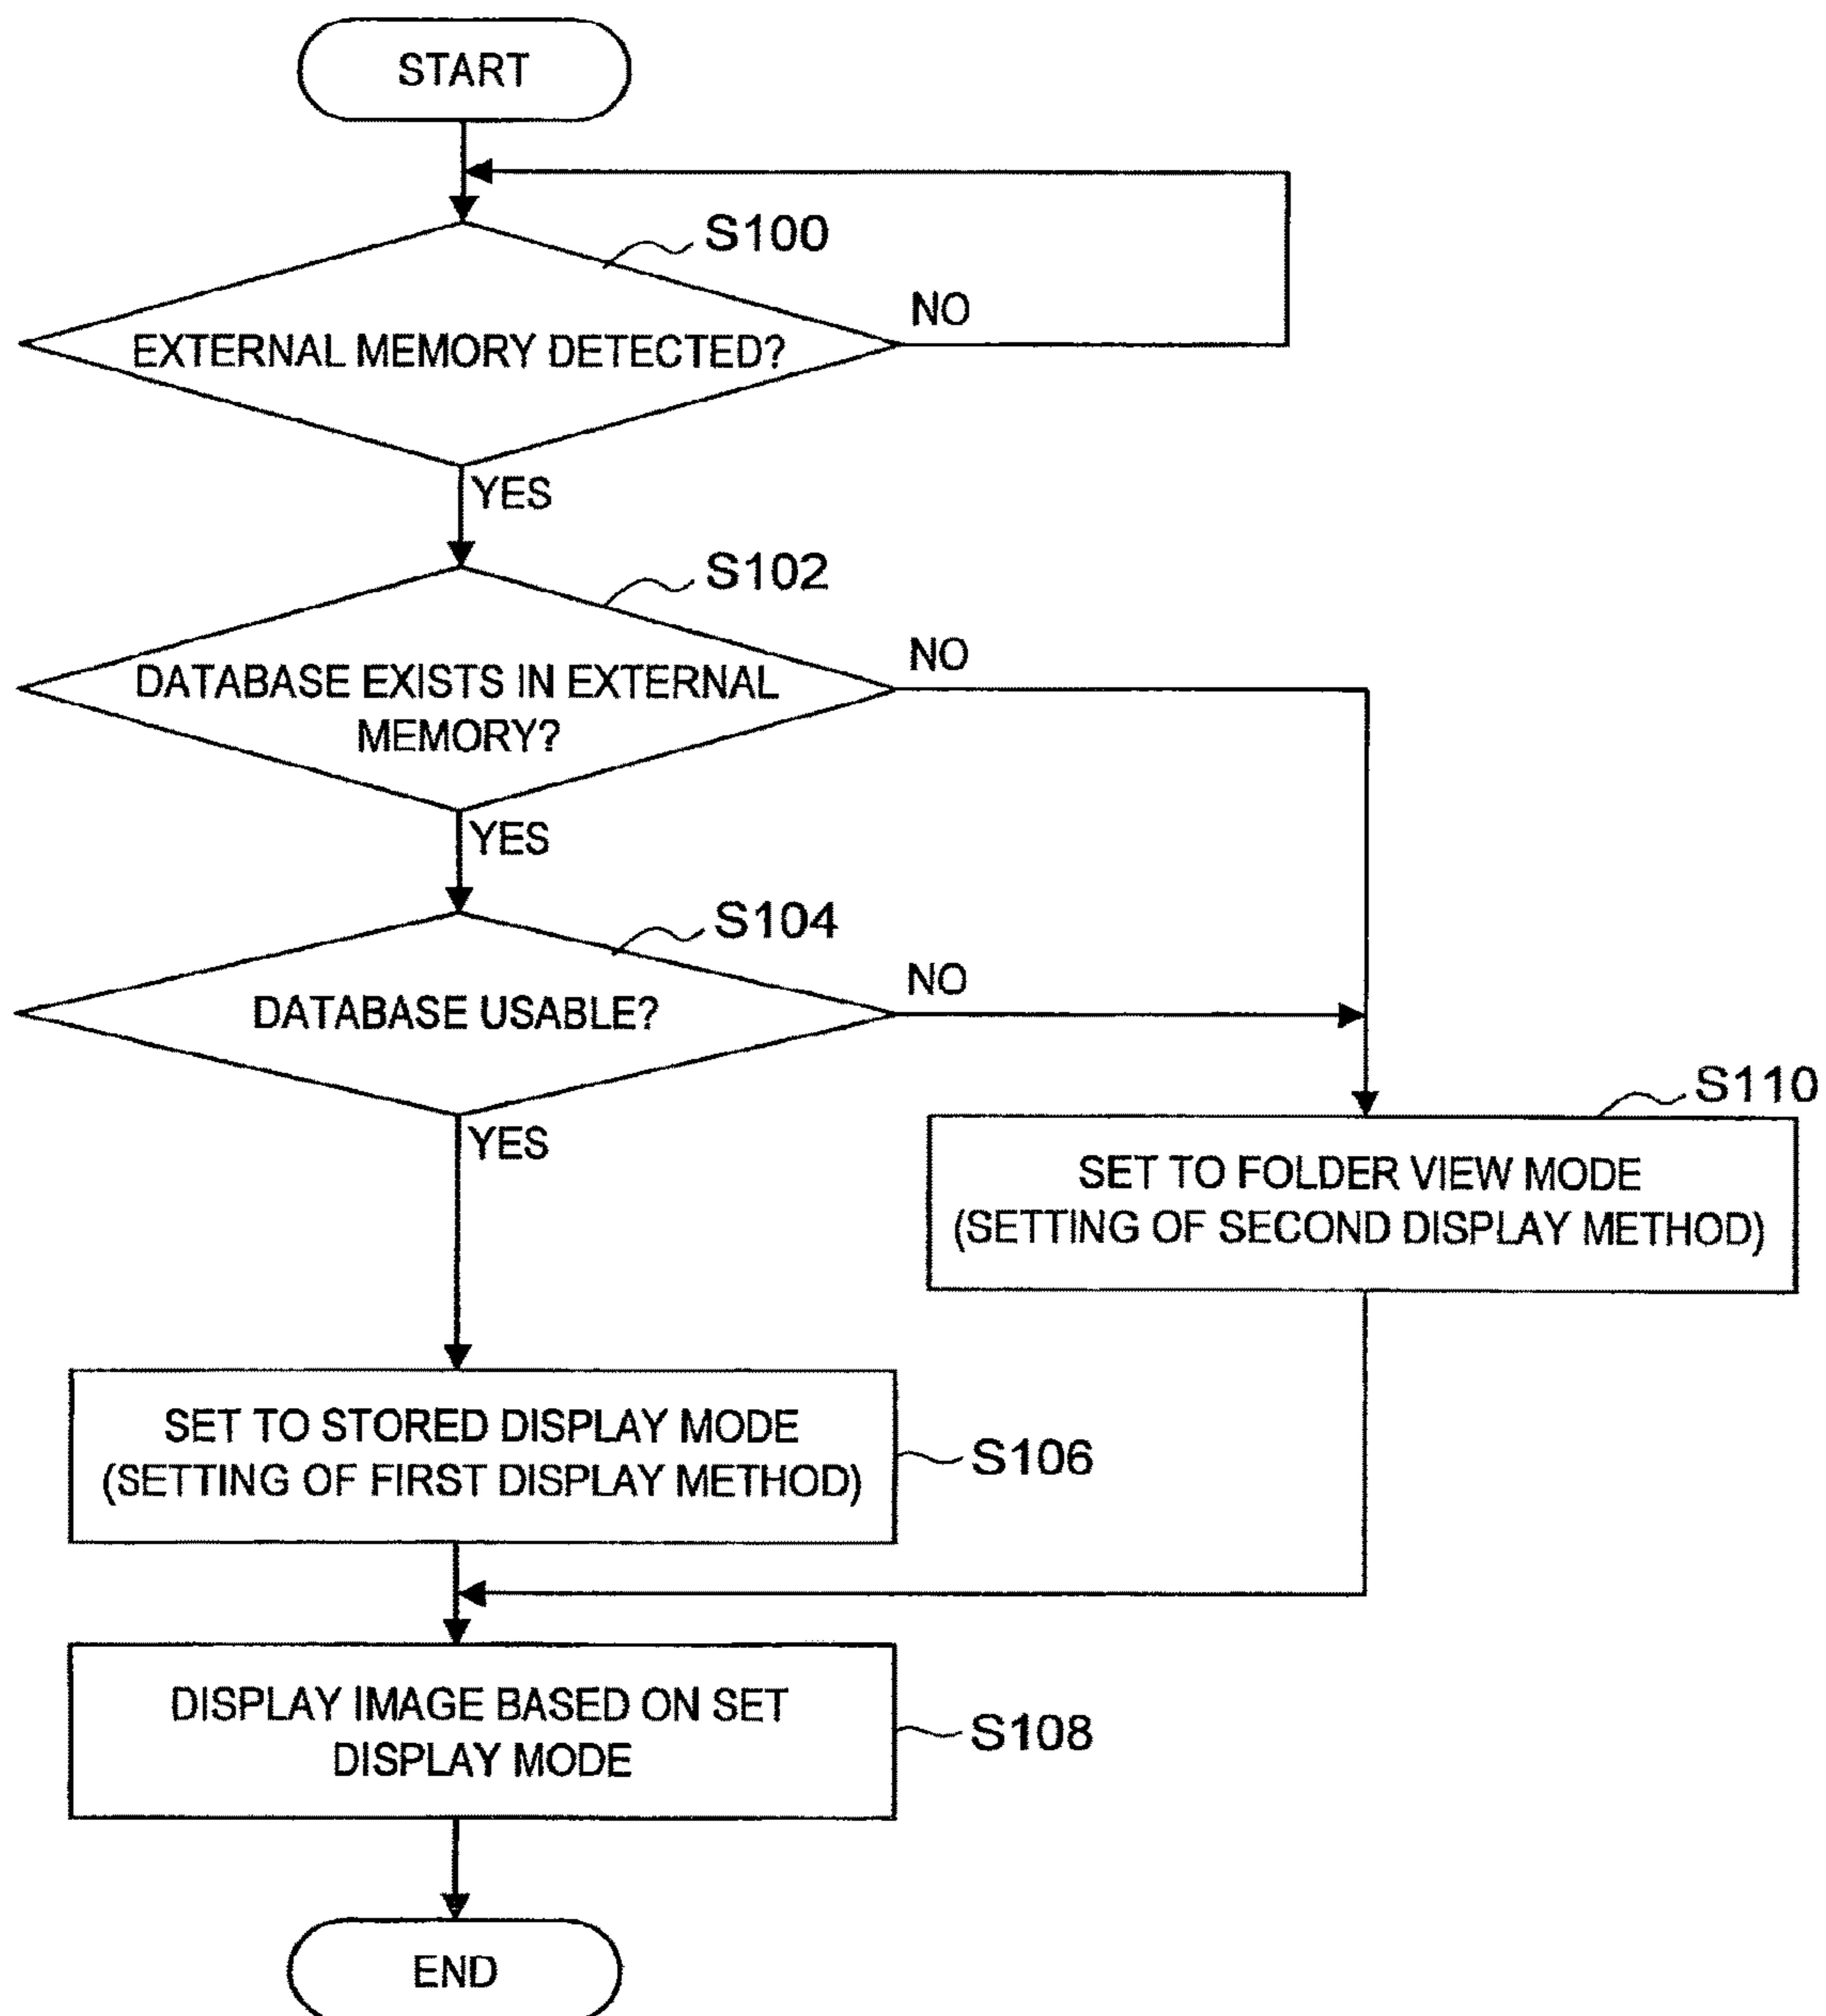 START
S100
EXTERNAL MEMORY DETECTED?
NO
YES
S102
DATABASE EXISTS IN EXTERNAL
MEMORY?
NO
YES
S104
DATABASE USABLE?
NO
YES
S110
SET TO FOLDER VIEW MODE
(SETTING OF SECOND DISPLAY METHOD)
SET TO STORED DISPLAY MODE
(SETTING OF FIRST DISPLAY METHOD)
S106
DISPLAY IMAGE BASED ON SET
DISPLAY MODE
S108
END